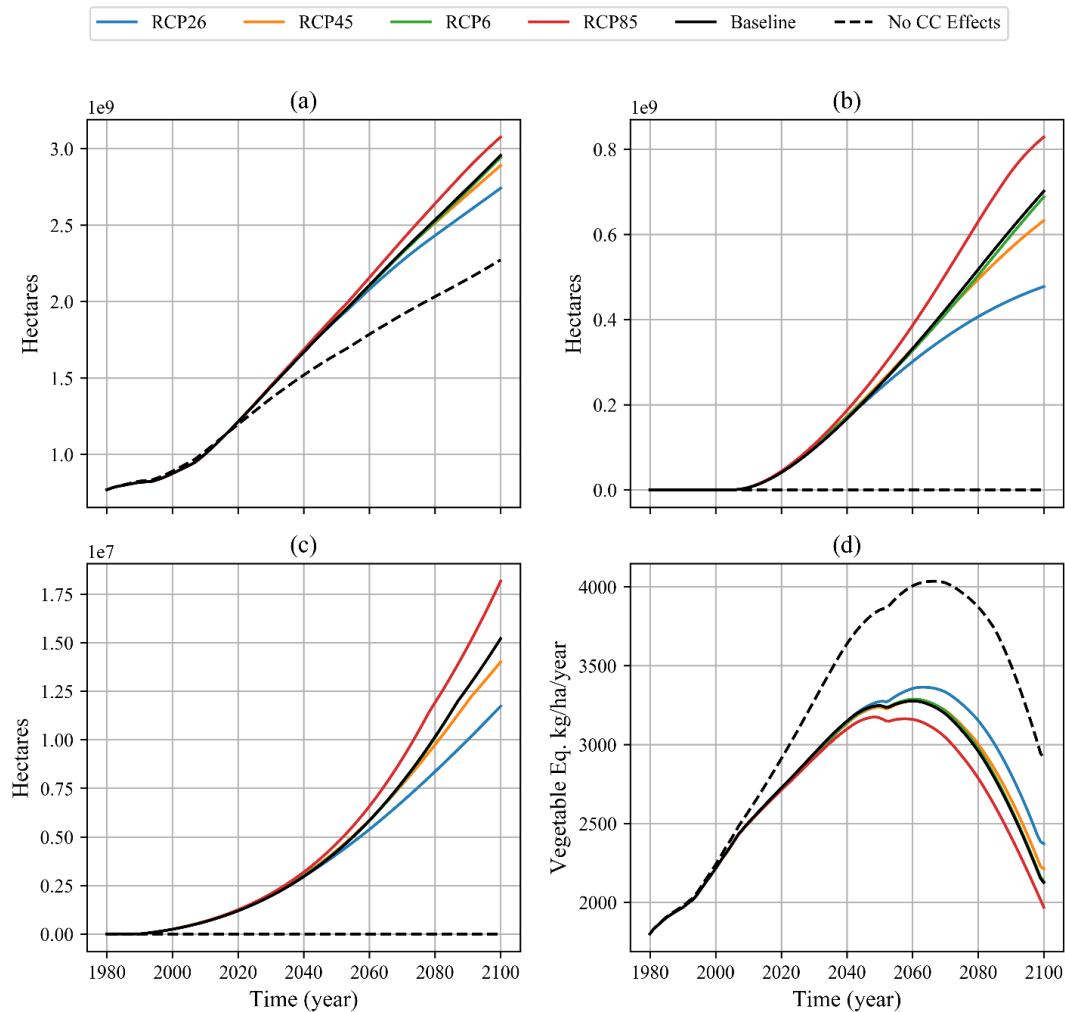 RCP26 RCP45 RCP6 RCP85 Baseline No CC Effects
(a) (b)
1e9 1e9
3.0
2.5
2.0
1.5
1.0
Hectares
0.8
0.6
0.4
0.2
0.0
Hectares
(c) (d)
1e7
1.75
1.50
1.25
1.00
0.75
0.50
0.25
0.00
Hectares
1980 2000 2020 2040 2060 2080 2100
Time (year)
4000
3500
3000
2500
2000
Vegetable Eq. kg/ha/year
1980 2000 2020 2040 2060 2080 2100
Time (year)